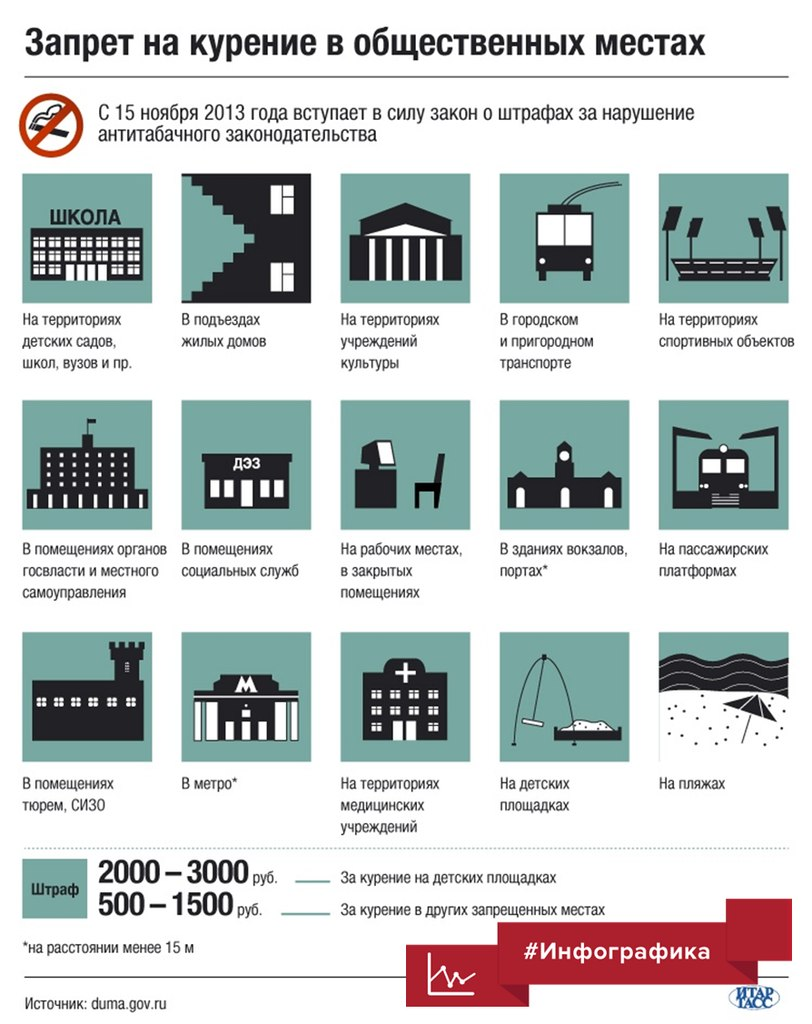 Запрет на курение в общественных местах
С 15 ноября 2013 года вступает в силу закон о штрафах за нарушение
антитабачного законодательства
ШКОЛА
На территориях
детских садов,
школ, вузов и пр.
В подъездах
жилых домов
На территориях
учреждений
культуры
В городском
и пригородном
транспорте
На территориях
спортивных объектов
ДЭЗ
В помещениях органов
госвласти и местного
самоуправления
В помещениях
социальных служб
На рабочих местах,
в закрытых
помещениях
В зданиях вокзалов,
портах*
На пассажирских
платформах
М
В помещениях
тюрем, СИЗО
В метро*
На территориях
медицинских
учреждений
На детских
площадках
На пляжах
Штраф
2000 – 3000 руб.
За курение на детских площадках
500 – 1500 руб.
За курение в других запрещенных местах
*на расстоянии менее 15 м
#Инфографика
Источник: duma.gov.ru
ИТАР
ТАСС